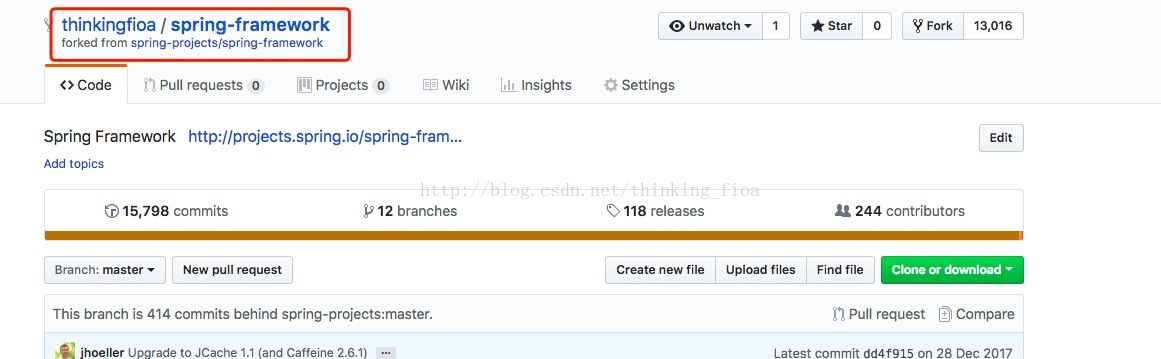 thinkingfioa / spring-framework
Unwatch 1 Star 0 Fork 13,016
forked from spring-projects/spring-framework
Code Pull requests 0 Projects 0 Wiki Insights Settings
Spring Framework http://projects.spring.io/spring-fram... Edit
Add topics
http://blog.csdn.net/thinking_fioa
15,798 commits 12 branches 118 releases 244 contributors
Branch: master New pull request Create new file Upload files Find file Clone or download
This branch is 414 commits behind spring-projects:master. Pull request Compare
jhoeller Upgrade to JCache 1.1 (and Caffeine 2.6.1) ... Latest commit dd4f915 on 28 Dec 2017